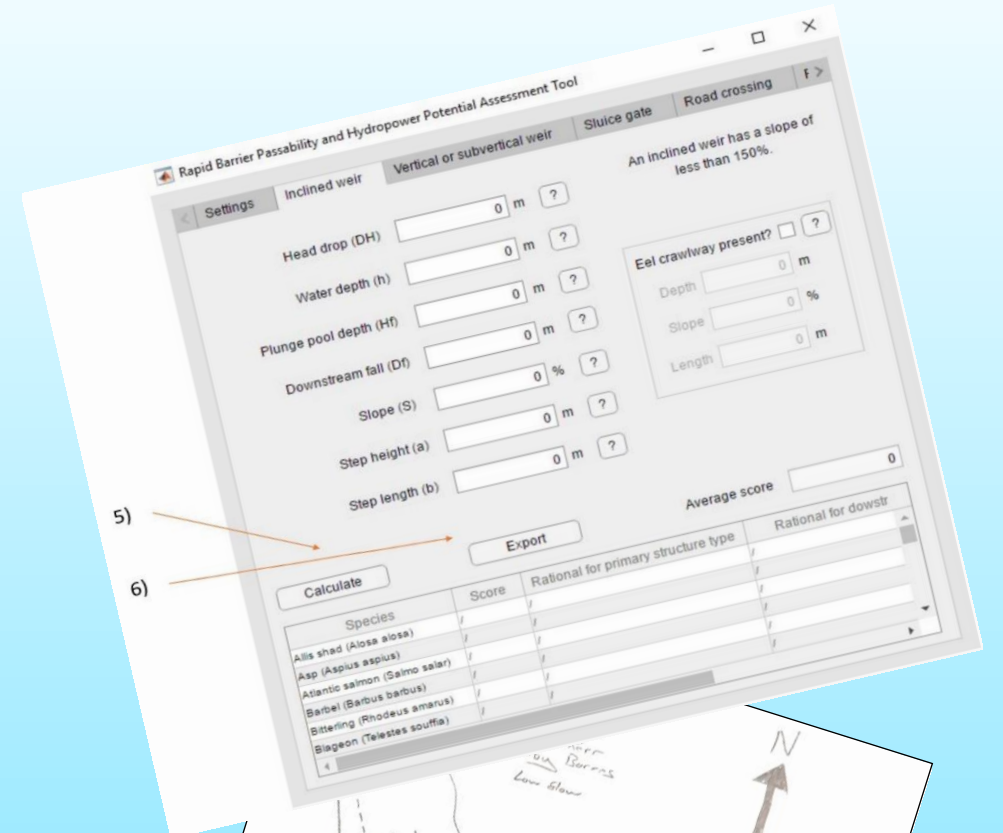 Rapid Barrier Passability and Hydropower Potential Assessment Tool
Settings
Inclined weir
Vertical or subvertical weir
Sluice gate
Road crossing
An inclined weir has a slope of
less than 150%.
Head drop (DH) 0 m ?
Water depth (h) 0 m ?
Plunge pool depth (Hf) 0 m ?
Downstream fall (Df) 0 m ?
Slope (S) 0 % ?
Step height (a) 0 m ?
Step length (b) 0 m ?
Eel crawlway present? ?
Depth 0 m
Slope 0 %
Length 0 m
Average score 0
5)
6)
Calculate
Export
Species Score Rational for primary structure type Rational for dowstr
Allis shad (Alosa alosa) / / /
Asp (Aspius aspius) / / /
Atlantic salmon (Salmo salar) / / /
Barbel (Barbus barbus) / / /
Bitterling (Rhodeus amarus) / / /
Blageon (Telestes souffia) / / /
Low flow
N